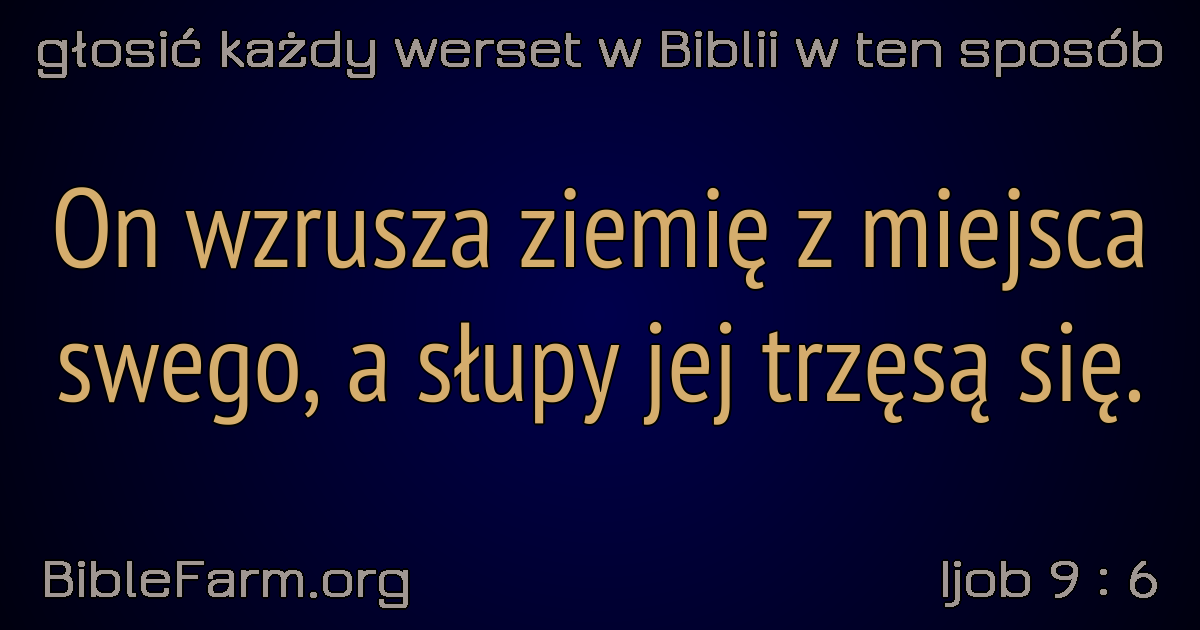 głosić każdy werset w Biblii w ten sposób
On wzrusza ziemię z miejsca
swego, a słupy jej trzęsą się.
BibleFarm.org
Ijob 9 : 6